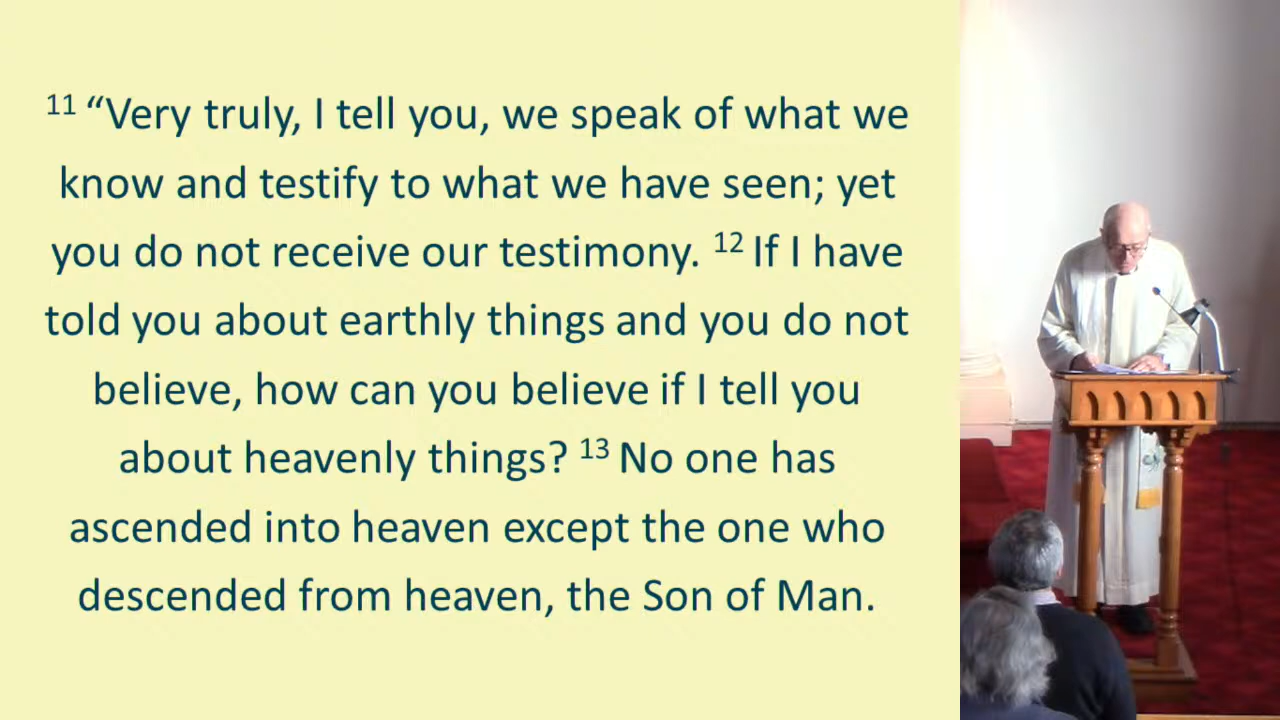 11 “Very truly, I tell you, we speak of what we
know and testify to what we have seen; yet
you do not receive our testimony. 12 If I have
told you about earthly things and you do not
believe, how can you believe if I tell you
about heavenly things? 13 No one has
ascended into heaven except the one who
descended from heaven, the Son of Man.